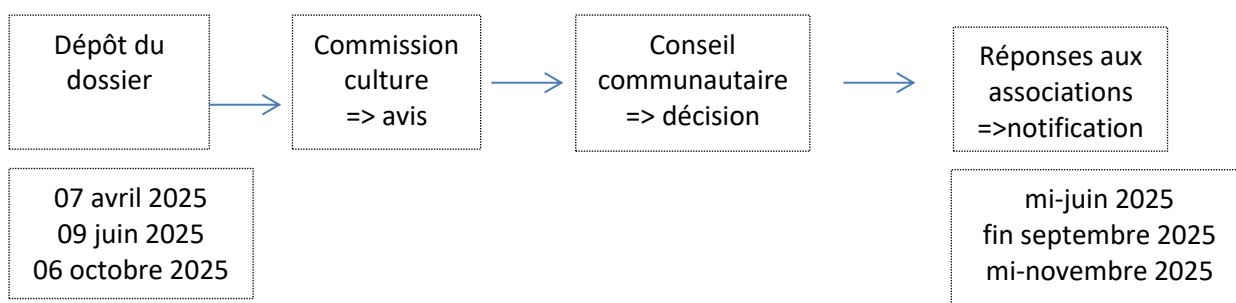 Dépôt du
dossier
Commission
culture
=> avis
Conseil
communautaire
=> décision
Réponses aux
associations
=>notification
07 avril 2025
09 juin 2025
06 octobre 2025
mi-juin 2025
fin septembre 2025
mi-novembre 2025